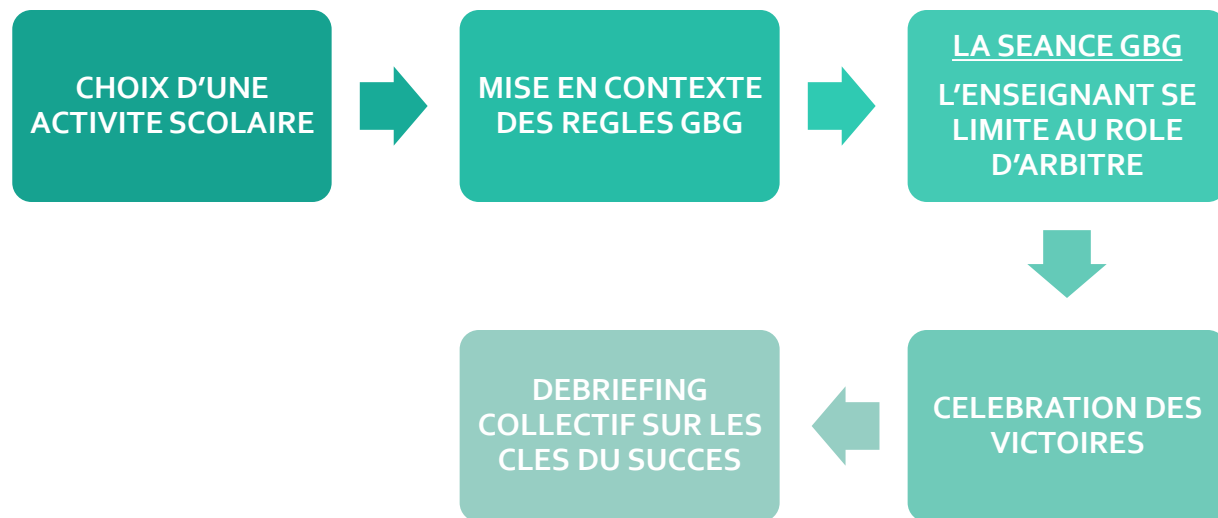 CHOIX D'UNE
ACTIVITE SCOLAIRE
MISE EN CONTEXTE
DES REGLES GBG
LA SEANCE GBG
L'ENSEIGNANT SE
LIMITE AU ROLE
D'ARBITRE
CELEBRATION DES
VICTOIRES
DEBRIEFING
COLLECTIF SUR LES
CLES DU SUCCES